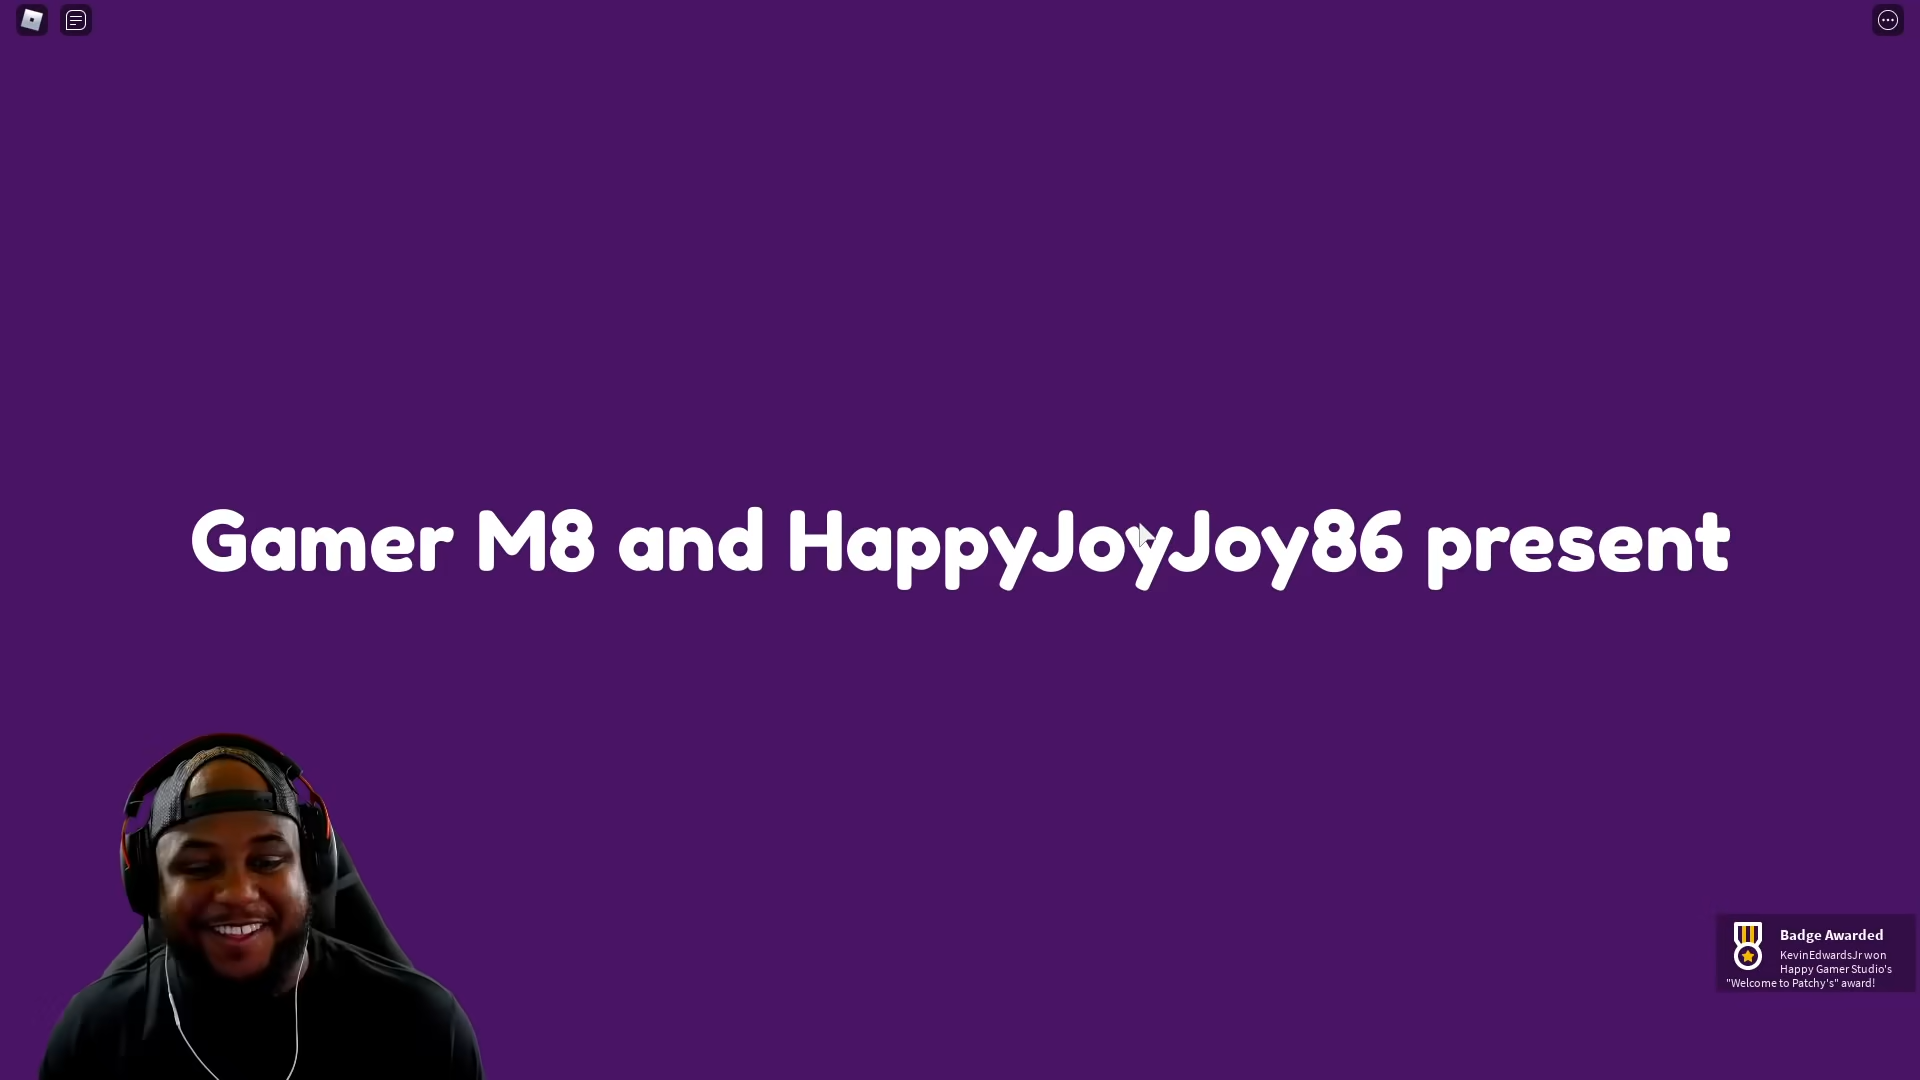 Gamer M8 and HappyJoyJoy86 present
Badge Awarded
KevinEdwardsJr won
Happy Gamer Studio's
"Welcome to Patchy's" award!